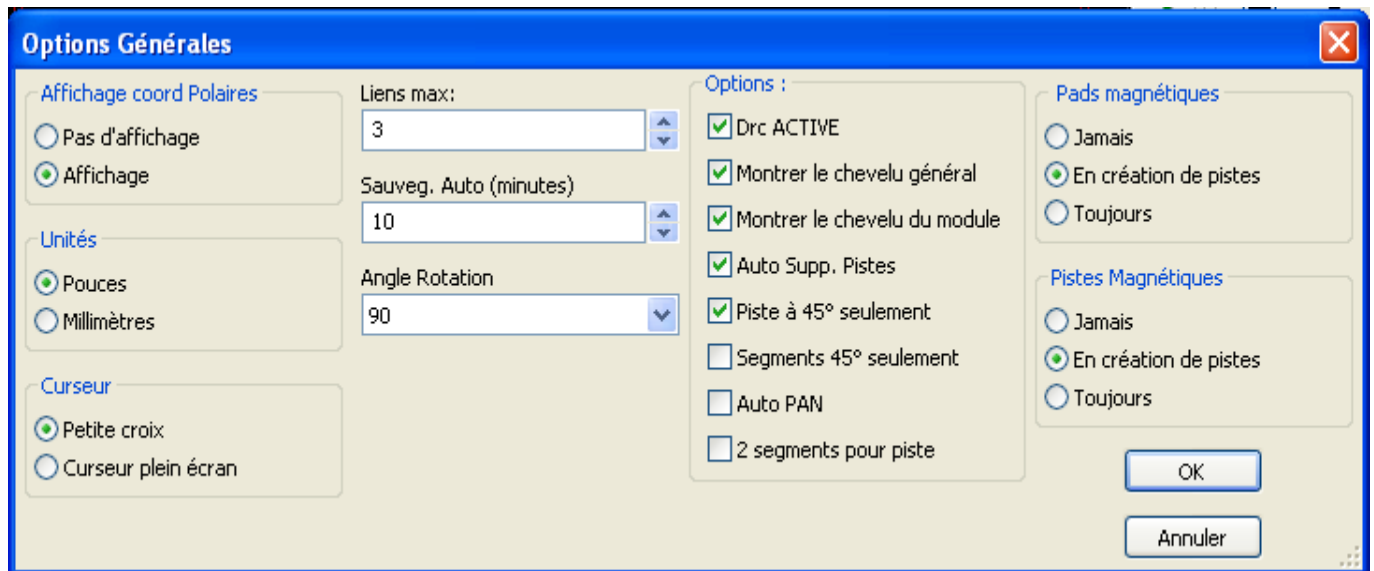 Options Générales
Affichage coord Polaires
Pas d'affichage
Affichage
Unités
Pouces
Millimètres
Curseur
Petite croix
Curseur plein écran
Liens max:
3
Sauveg. Auto (minutes)
10
Angle Rotation
90
Options :
Drc ACTIVE
Montrer le chevelu général
Montrer le chevelu du module
Auto Supp. Pistes
Piste à 45° seulement
Segments 45° seulement
Auto PAN
2 segments pour piste
Pads magnétiques
Jamais
En création de pistes
Toujours
Pistes Magnétiques
Jamais
En création de pistes
Toujours
OK
Annuler